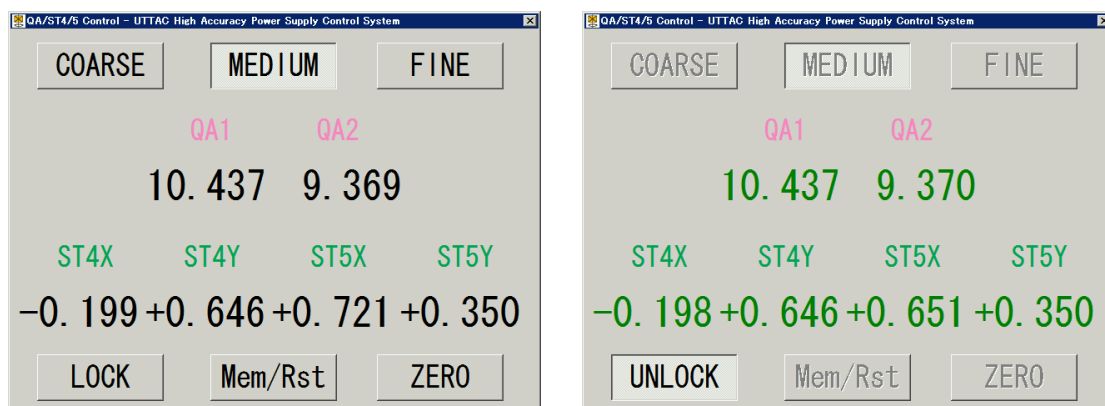 QA/ST4/5 Control - UTTAC High Accuracy Power Supply Control System
COARSE MEDIUM FINE
QA1 QA2
10.437 9.369
ST4X ST4Y ST5X ST5Y
-0.199 +0.646 +0.721 +0.350
LOCK Mem/Rst ZERO
QA/ST4/5 Control - UTTAC High Accuracy Power Supply Control System
COARSE MEDIUM FINE
QA1 QA2
10.437 9.370
ST4X ST4Y ST5X ST5Y
-0.198 +0.646 +0.651 +0.350
UNLOCK Mem/Rst ZERO